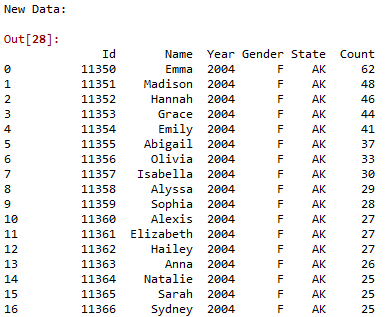 New Data:
Out[28]:
Id Name Year Gender State Count
0 11350 Emma 2004 F AK 62
1 11351 Madison 2004 F AK 48
2 11352 Hannah 2004 F AK 46
3 11353 Grace 2004 F AK 44
4 11354 Emily 2004 F AK 41
5 11355 Abigail 2004 F AK 37
6 11356 Olivia 2004 F AK 33
7 11357 Isabella 2004 F AK 30
8 11358 Alyssa 2004 F AK 29
9 11359 Sophia 2004 F AK 28
10 11360 Alexis 2004 F AK 27
11 11361 Elizabeth 2004 F AK 27
12 11362 Hailey 2004 F AK 27
13 11363 Anna 2004 F AK 26
14 11364 Natalie 2004 F AK 25
15 11365 Sarah 2004 F AK 25
16 11366 Sydney 2004 F AK 25